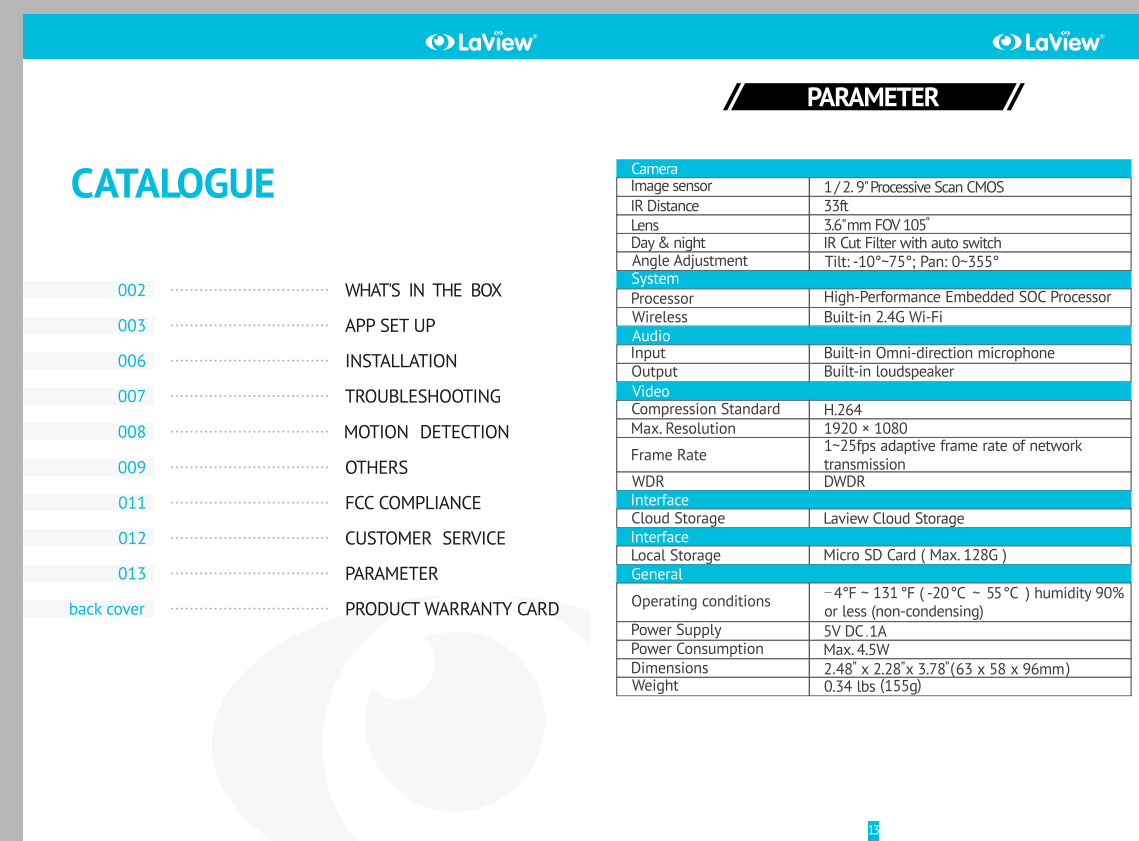 LaView®
CATALOGUE
002 WHAT'S IN THE BOX
003 APP SET UP
006 INSTALLATION
007 TROUBLESHOOTING
008 MOTION DETECTION
009 OTHERS
011 FCC COMPLIANCE
012 CUSTOMER SERVICE
013 PARAMETER
back cover PRODUCT WARRANTY CARD
LaView®
PARAMETER
Camera
Image sensor 1/2.9" Processive Scan CMOS
IR Distance 33ft
Lens 3.6"mm FOV 105°
Day & night IR Cut Filter with auto switch
Angle Adjustment Tilt: -10°~75°; Pan: 0~355°
System
Processor High-Performance Embedded SOC Processor
Wireless Built-in 2.4G Wi-Fi
Audio
Input Built-in Omni-direction microphone
Output Built-in loudspeaker
Video
Compression Standard H.264
Max. Resolution 1920 × 1080
Frame Rate 1~25fps adaptive frame rate of network
transmission
WDR DWDR
Interface
Cloud Storage Laview Cloud Storage
Interface
Local Storage Micro SD Card ( Max. 128G )
General
Operating conditions －4°F ~ 131°F ( -20°C ~ 55°C ) humidity 90%
or less (non-condensing)
Power Supply 5V DC.1A
Power Consumption Max. 4.5W
Dimensions 2.48" x 2.28"x 3.78"(63 x 58 x 96mm)
Weight 0.34 lbs (155g)
13